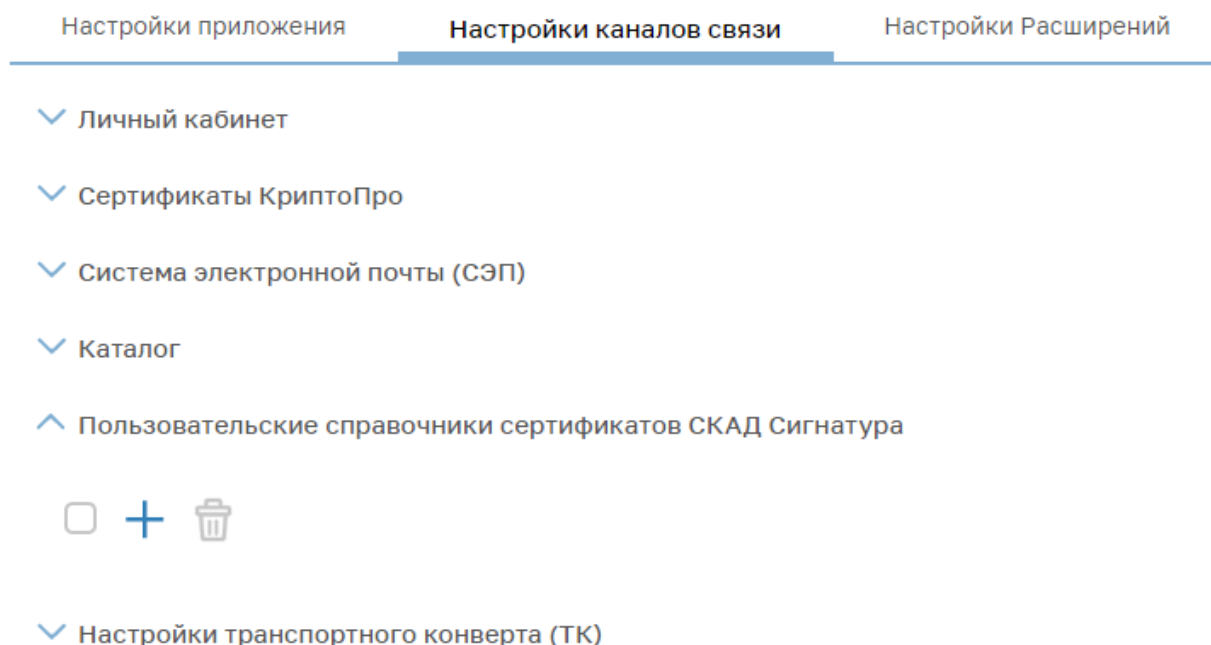 Настройки приложения Настройки каналов связи Настройки Расширений
Личный кабинет
Сертификаты КриптоПро
Система электронной почты (СЭП)
Каталог
Пользовательские справочники сертификатов СКАД Сигнатура
Настройки транспортного конверта (ТК)